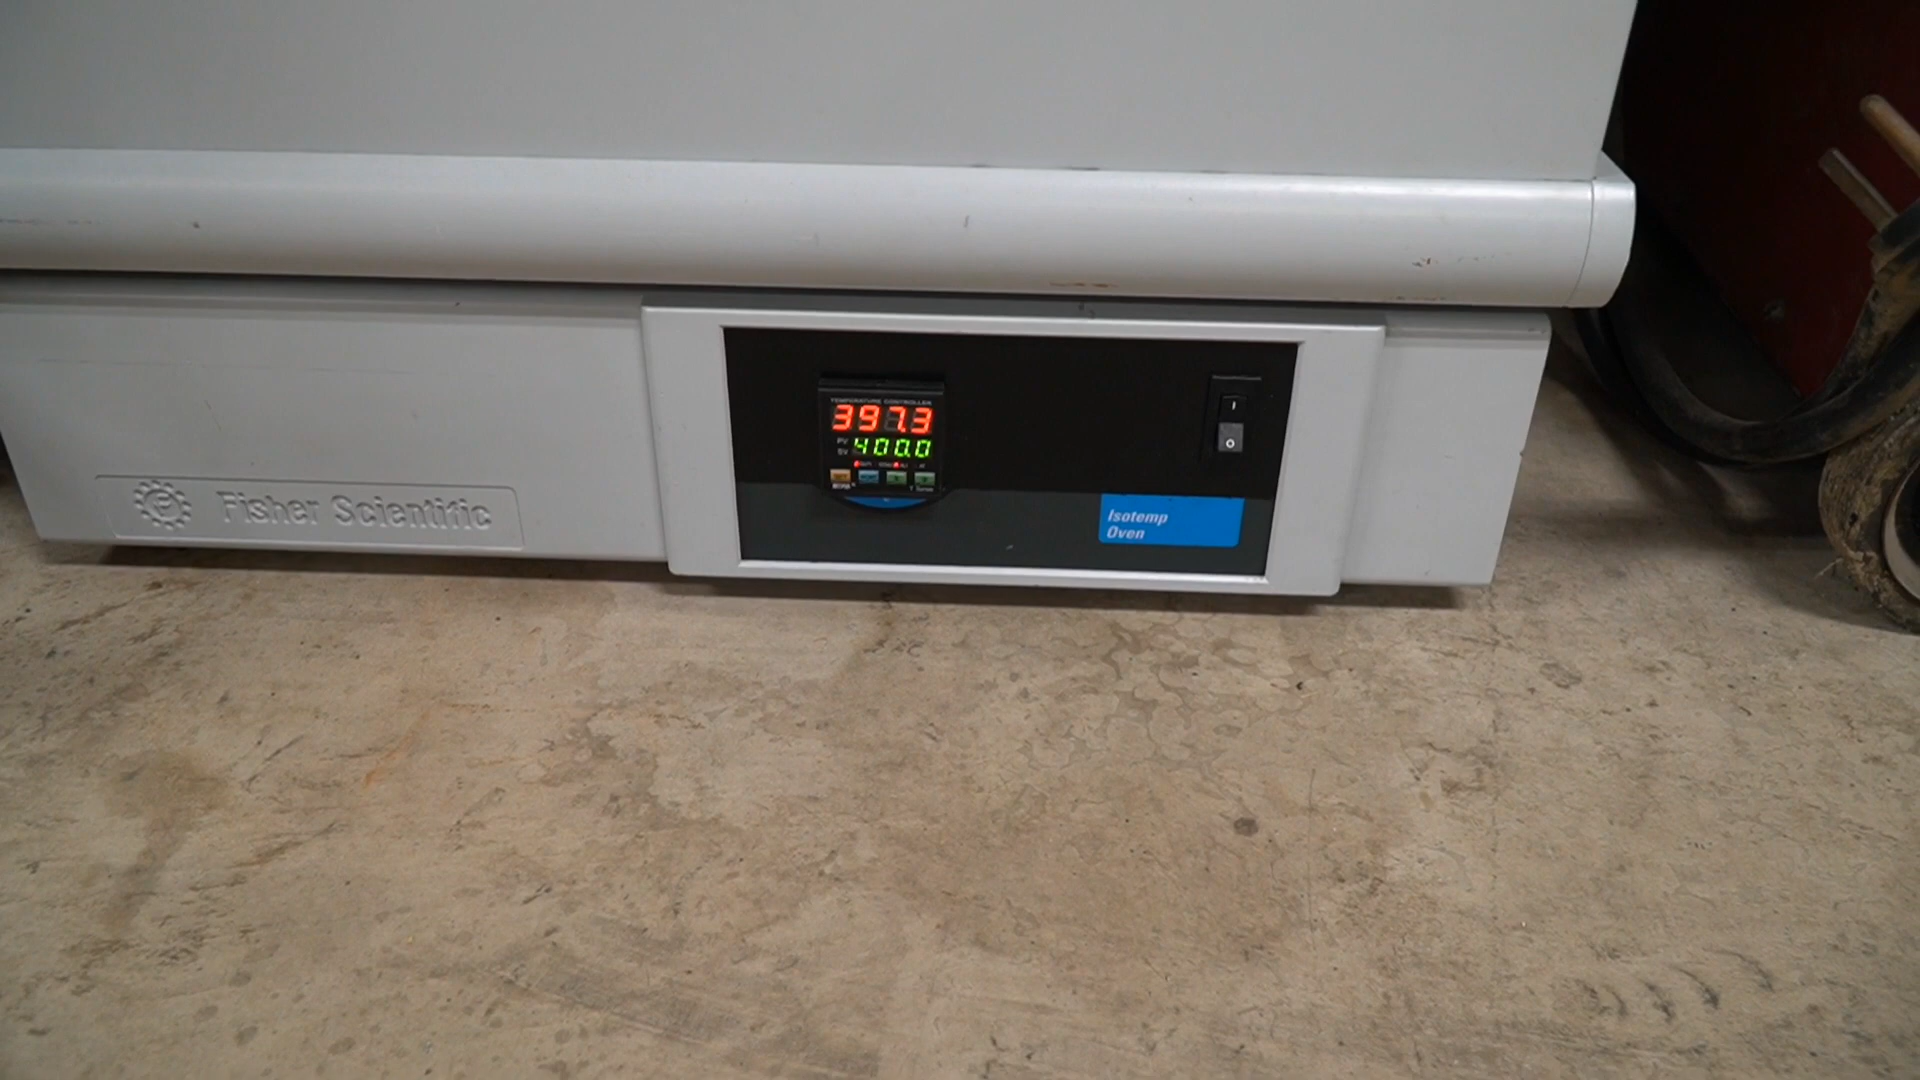 TEMPERATURE CONTROLLER
397.3
PV
SV
400.0
I
O
Fisher Scientific
Isotemp
Oven